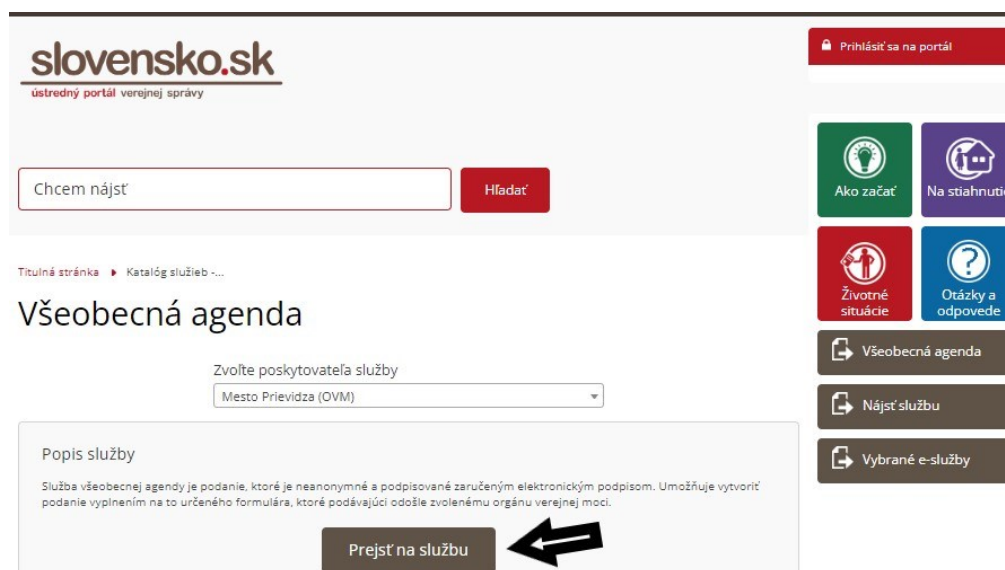 slovensko.sk
ústredný portál verejnej správy
Prihlásiť sa na portál
Chcem nájsť
Hľadať
Ako začať
Na stiahnutie
Titulná stránka
Katalóg služieb -...
Životné
situácie
Otázky a
odpovede
Všeobecná agenda
Všeobecná agenda
Zvoľte poskytovateľa služby
Mesto Prievidza (OVM)
Nájsť službu
Vybrané e-služby
Popis služby
Služba všeobecnej agendy je podanie, ktoré je neanonymné a podpisované zaručeným elektronickým podpisom. Umožňuje vytvoriť
podanie vyplnením na to určeného formulára, ktoré podávajúci odošle zvolenému orgánu verejnej moci.
Prejsť na službu